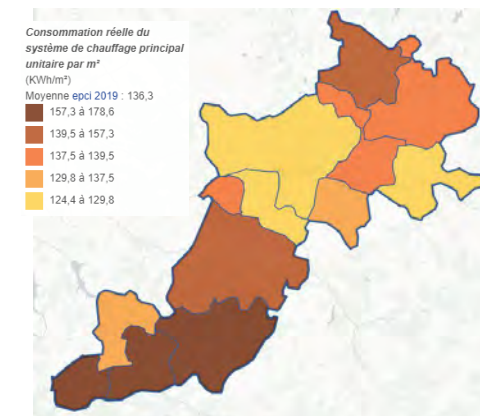 Consommation réelle du
système de chauffage principal
unitaire par m²
(KWh/m²)
Moyenne epci 2019 : 136,3
157,3 à 178,6
139,5 à 157,3
137,5 à 139,5
129,8 à 137,5
124,4 à 129,8